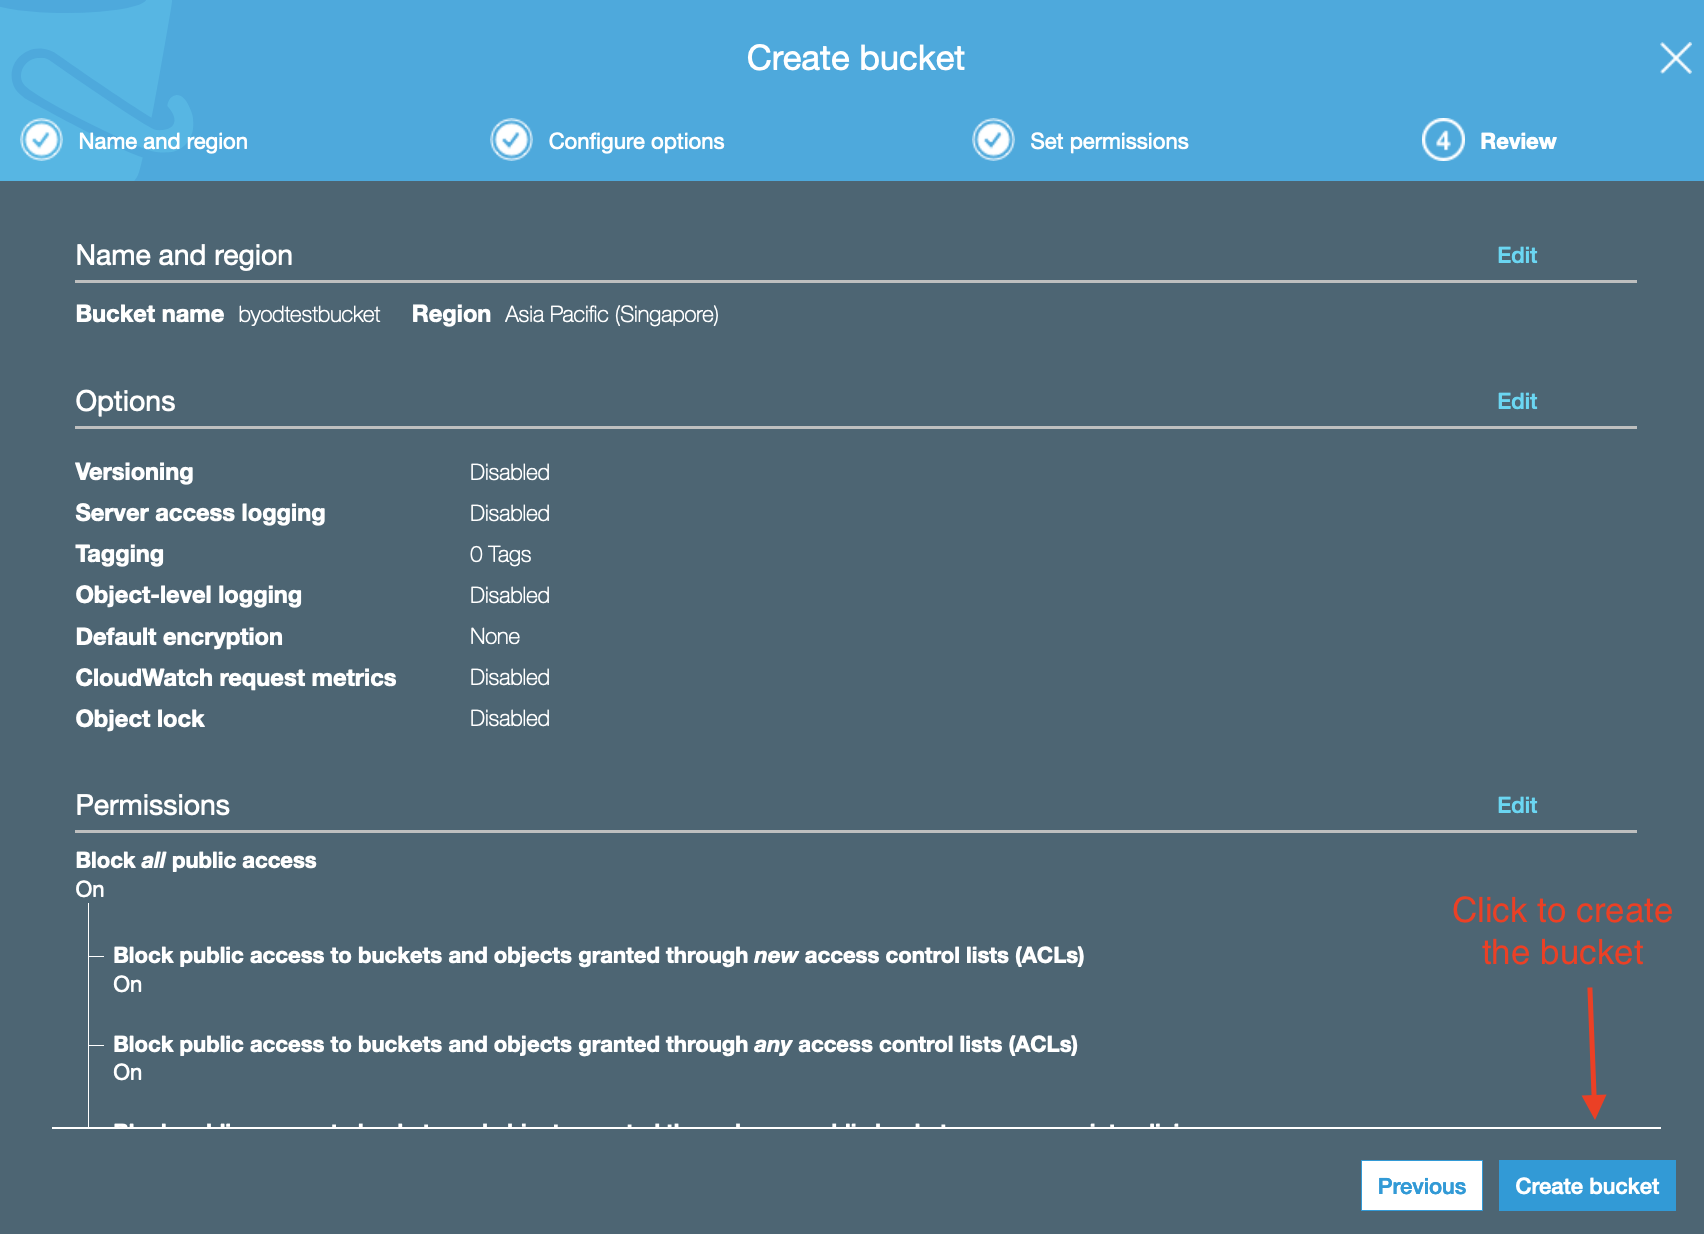 Create bucket
Name and region
Configure options
Set permissions
4 Review
Name and region Edit
Bucket name byodtestbucket Region Asia Pacific (Singapore)
Options Edit
Versioning Disabled
Server access logging Disabled
Tagging 0 Tags
Object-level logging Disabled
Default encryption None
CloudWatch request metrics Disabled
Object lock Disabled
Permissions Edit
Block all public access
On
Block public access to buckets and objects granted through new access control lists (ACLs)
On
Block public access to buckets and objects granted through any access control lists (ACLs)
On
Click to create
the bucket
Previous Create bucket